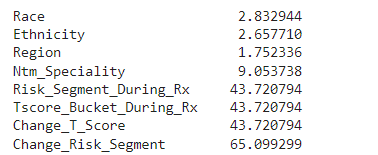 Race 2.832944
Ethnicity 2.657710
Region 1.752336
Ntm_Speciality 9.053738
Risk_Segment_During_Rx 43.720794
Tscore_Bucket_During_Rx 43.720794
Change_T_Score 43.720794
Change_Risk_Segment 65.099299